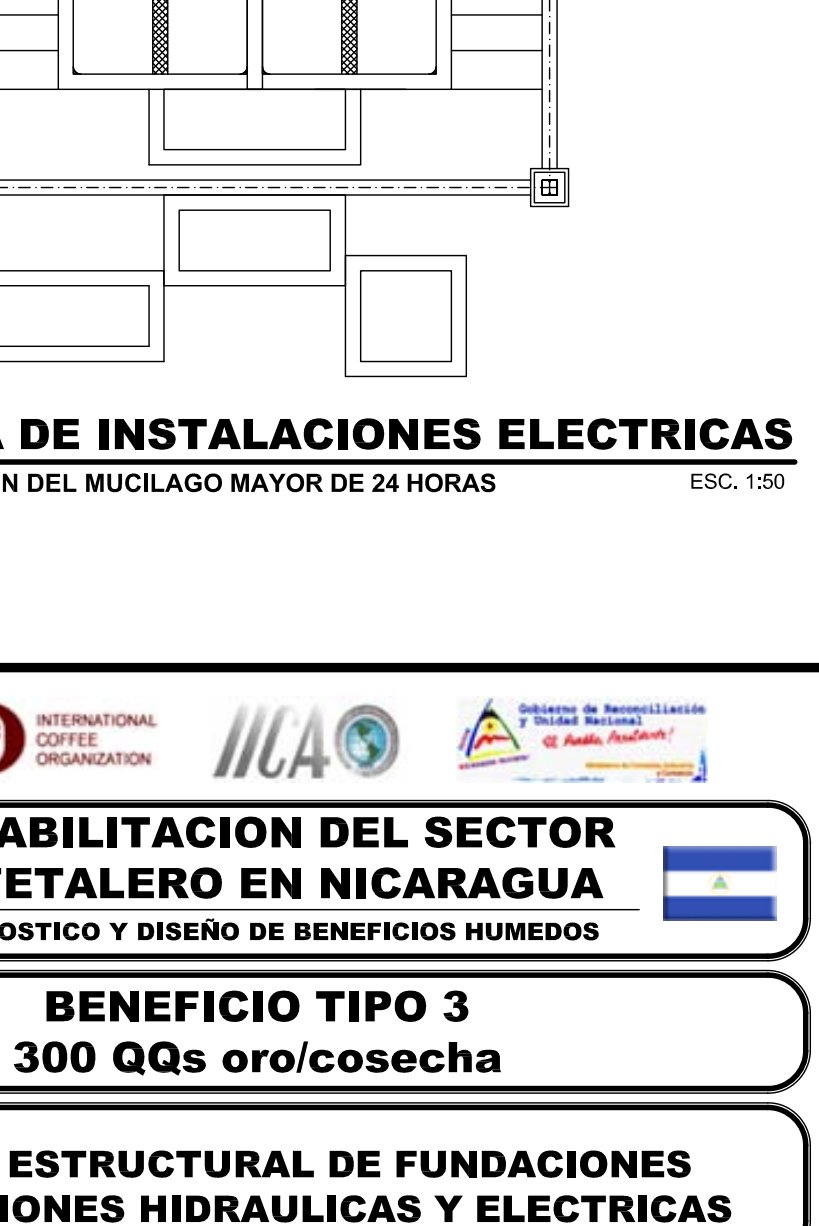 A DE INSTALACIONES ELECTRICAS
N DEL MUCILAGO MAYOR DE 24 HORAS
ESC. 1:50
INTERNATIONAL
COFFEE
ORGANIZATION
IICA
Gobierno de Reconciliación
y Unidad Nacional
El Pueblo, Presidente!
ABILITACION DEL SECTOR
FETALERO EN NICARAGUA
OSTICO Y DISEÑO DE BENEFICIOS HUMEDOS
BENEFICIO TIPO 3
300 QQs oro/cosecha
ESTRUCTURAL DE FUNDACIONES
IONES HIDRAULICAS Y ELECTRICAS